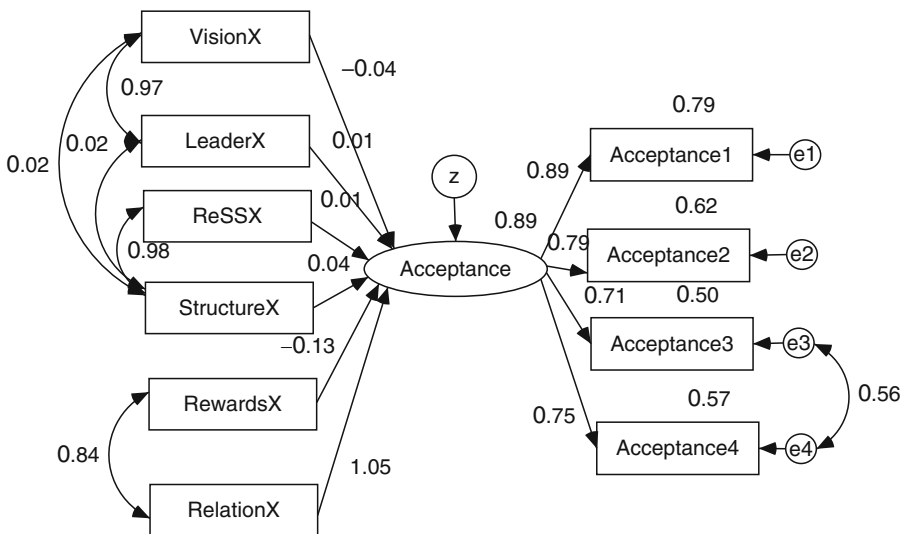 VisionX
−0.04
0.79
0.97
LeaderX
0.01
Acceptance1
e1
0.02
0.02
0.89
z
ReSSX
0.01
0.89
0.62
0.98
0.04
0.79
Acceptance2
e2
Acceptance
StructureX
0.71
0.50
−0.13
Acceptance3
e3
RewardsX
0.57
0.56
0.75
0.84
1.05
Acceptance4
e4
RelationX